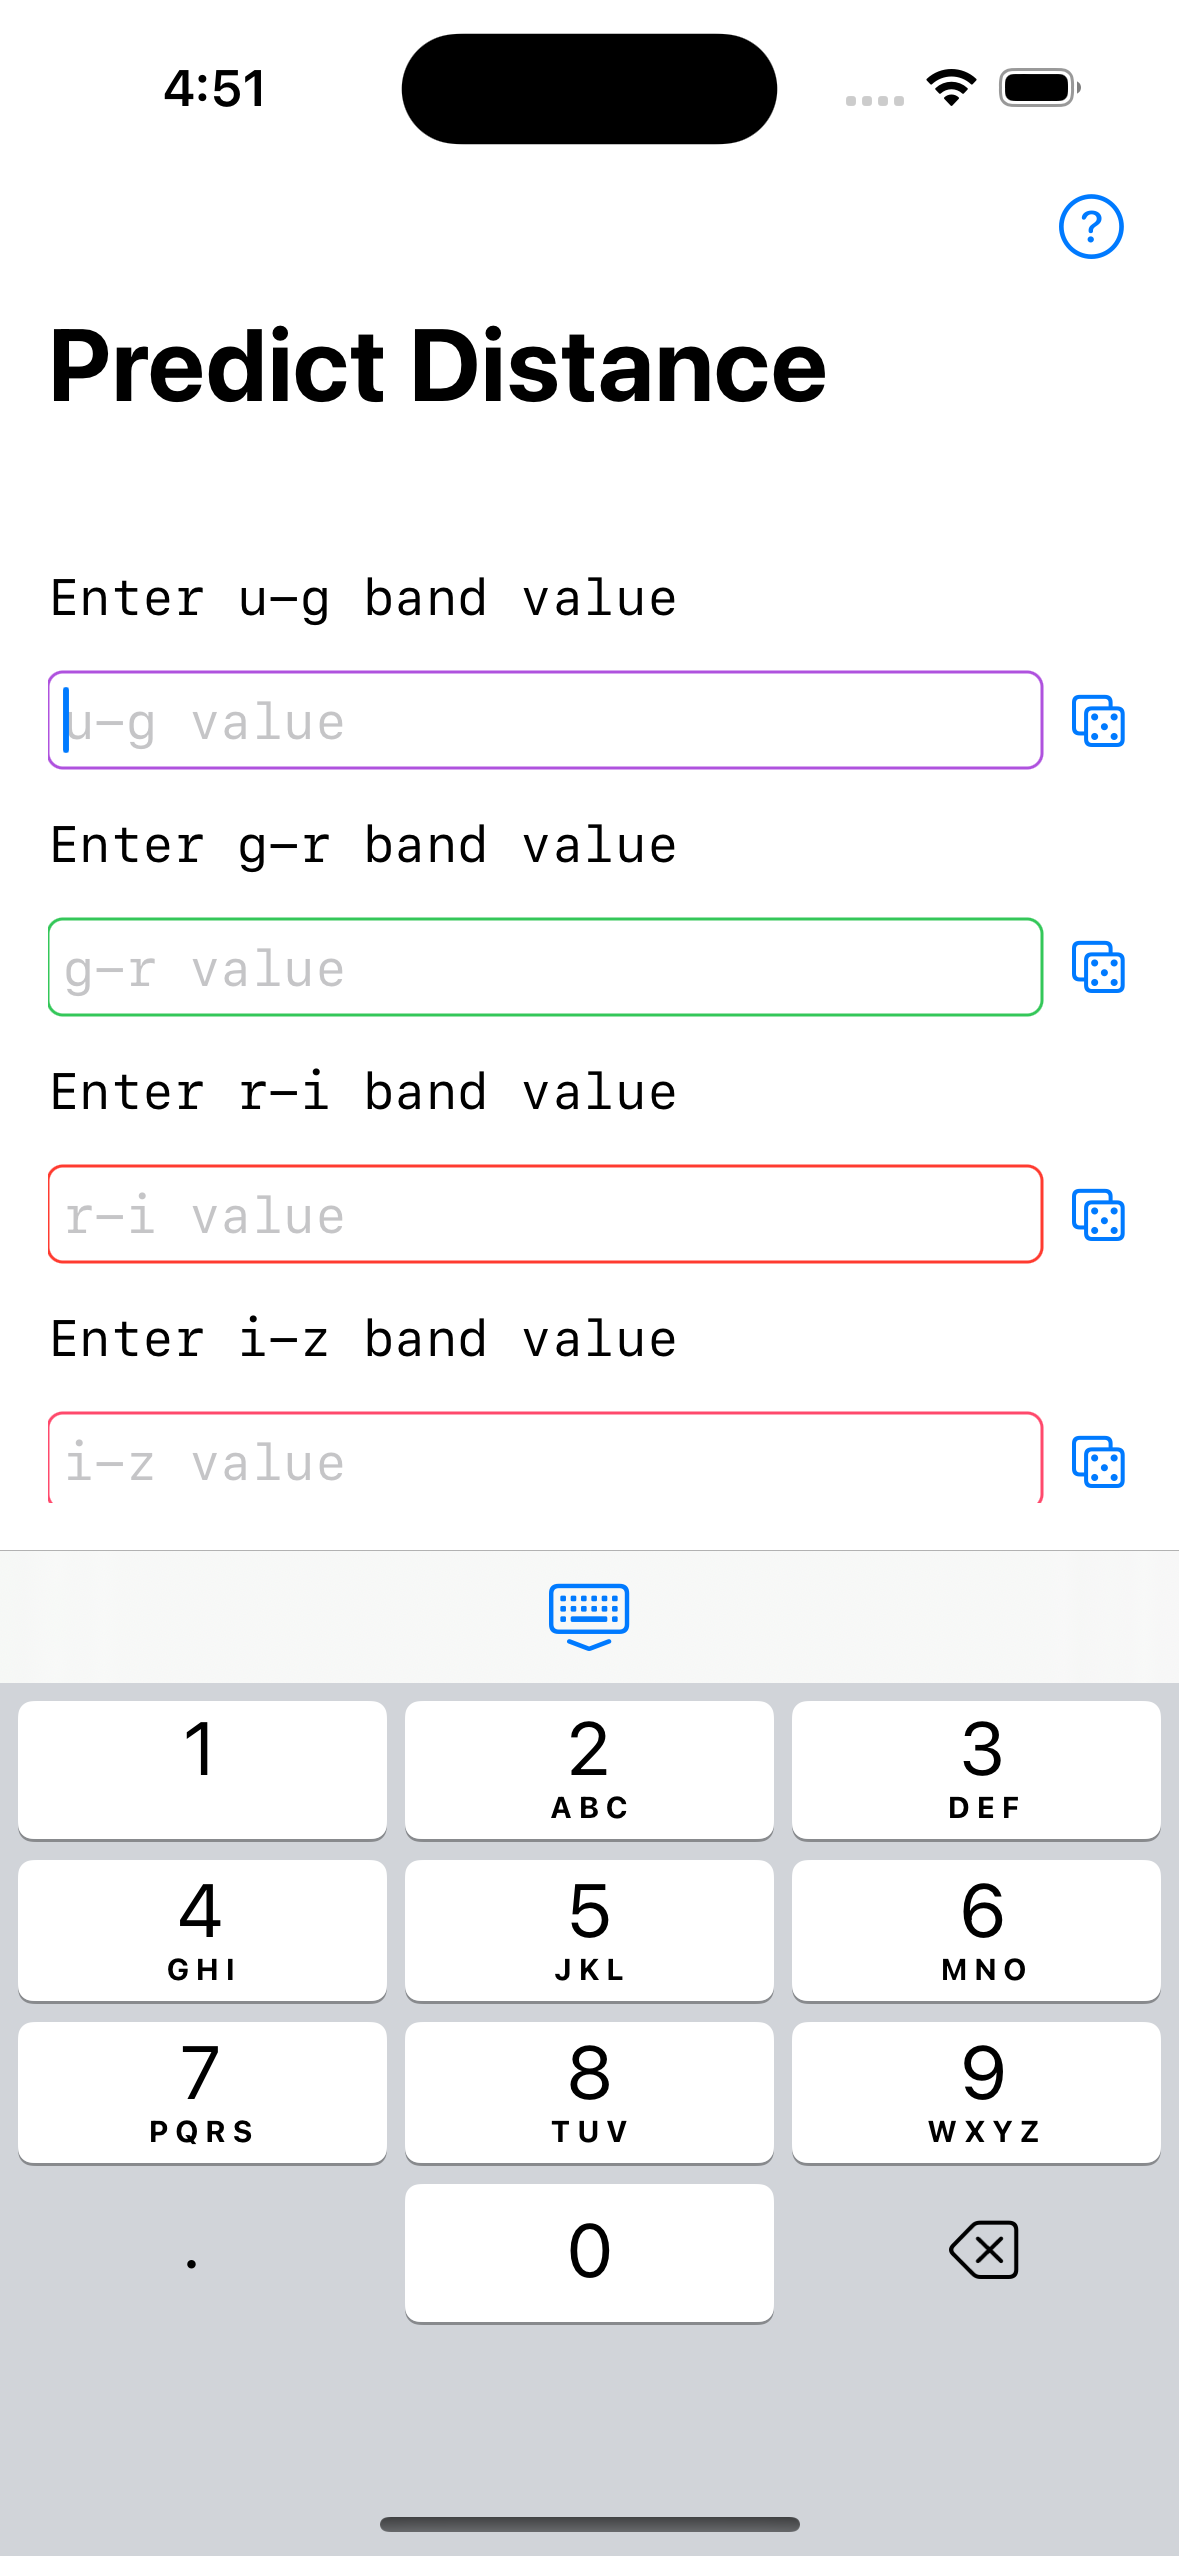 4:51
?
Predict Distance
Enter u-g band value
u-g value
Enter g-r band value
g-r value
Enter r-i band value
r-i value
Enter i-z band value
i-z value
1 2 3
ABC DEF
4 5 6
GHI JKL MNO
7 8 9
PQRS TUV WXYZ
. 0